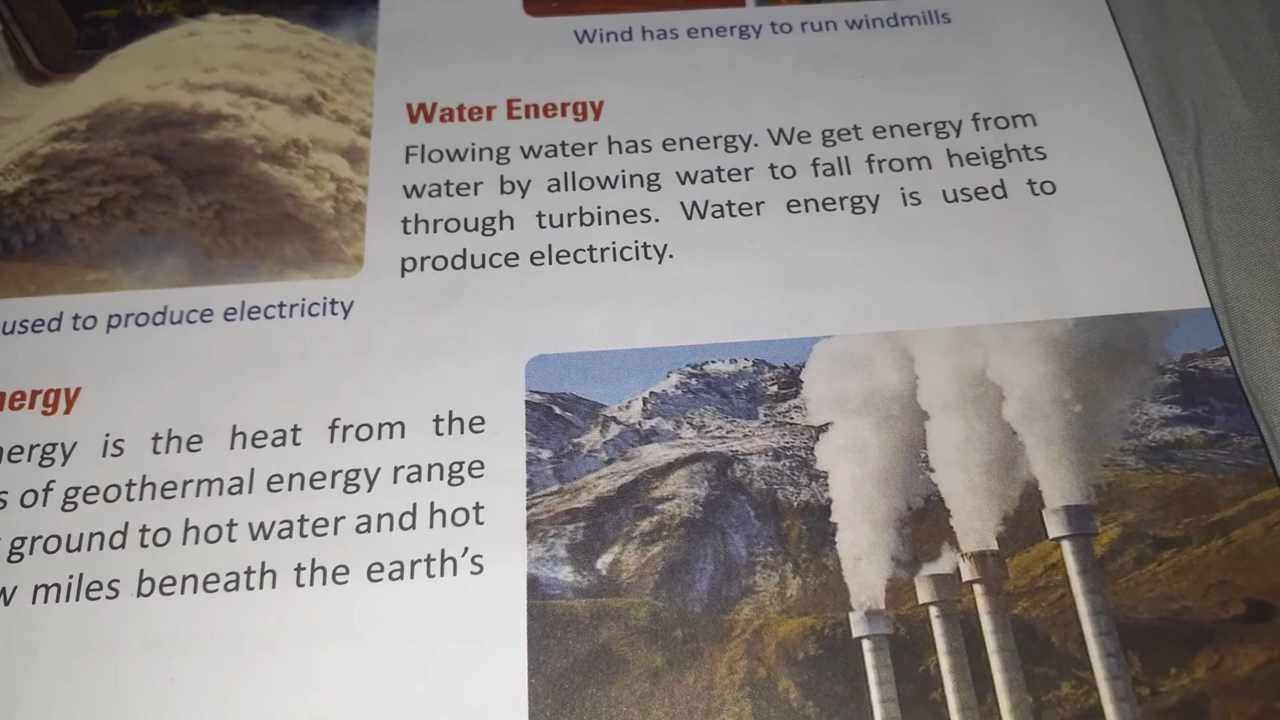 Wind has energy to run windmills
Water Energy
Flowing water has energy. We get energy from
water by allowing water to fall from heights
through turbines. Water energy is used to
produce electricity.
used to produce electricity
is the heat from the
of geothermal energy range
ground to hot water and hot
miles beneath the earth's